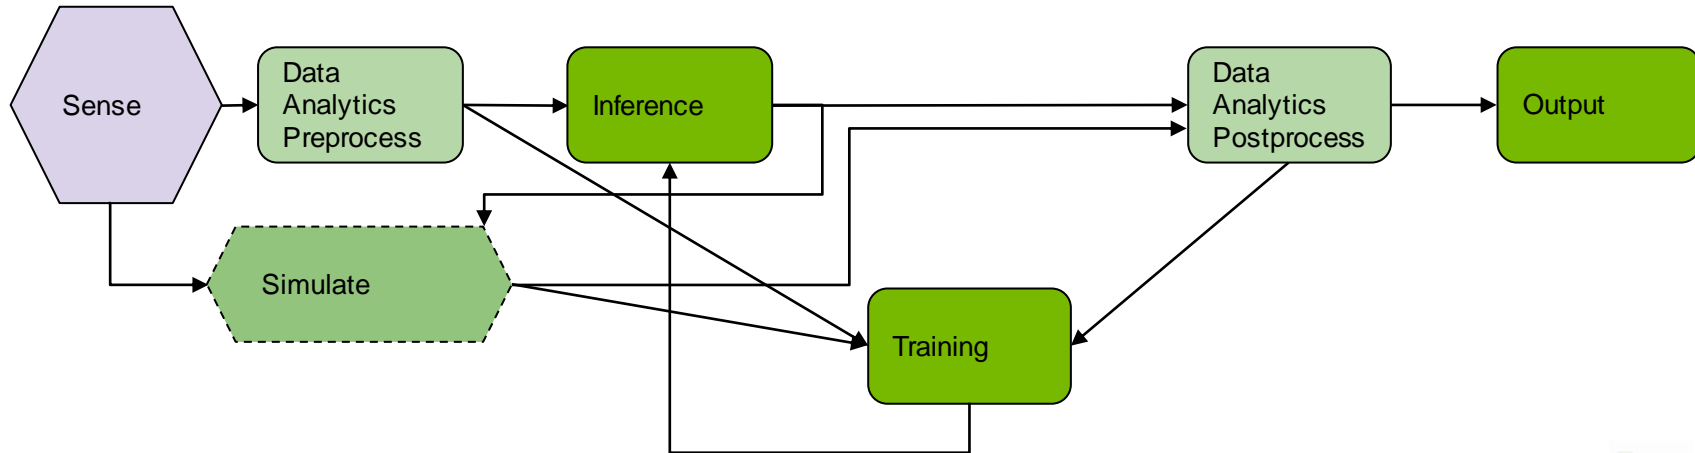 Sense
Data
Analytics
Preprocess
Inference
Data
Analytics
Postprocess
Output
Simulate
Training